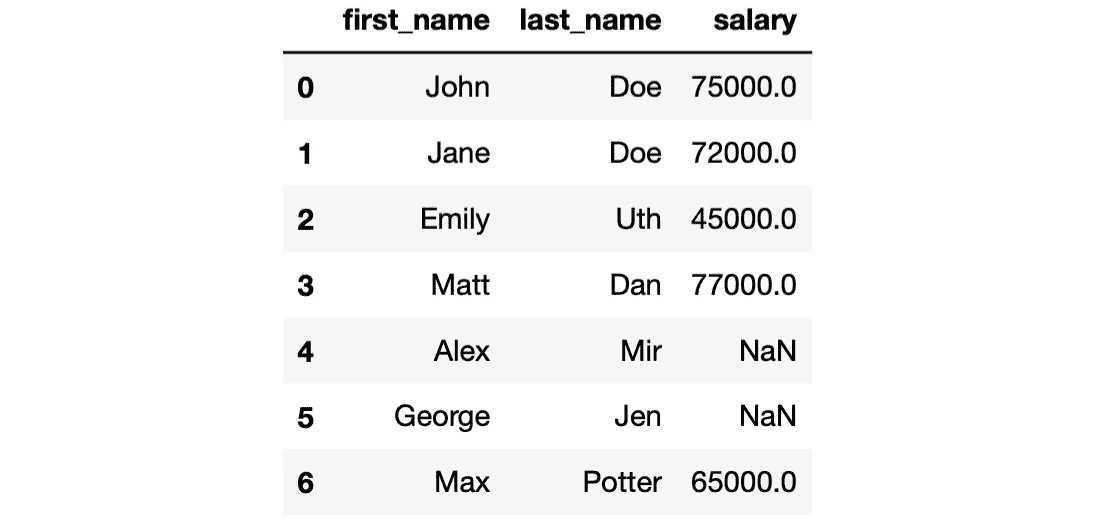 first_name last_name salary
0 John Doe 75000.0
1 Jane Doe 72000.0
2 Emily Uth 45000.0
3 Matt Dan 77000.0
4 Alex Mir NaN
5 George Jen NaN
6 Max Potter 65000.0